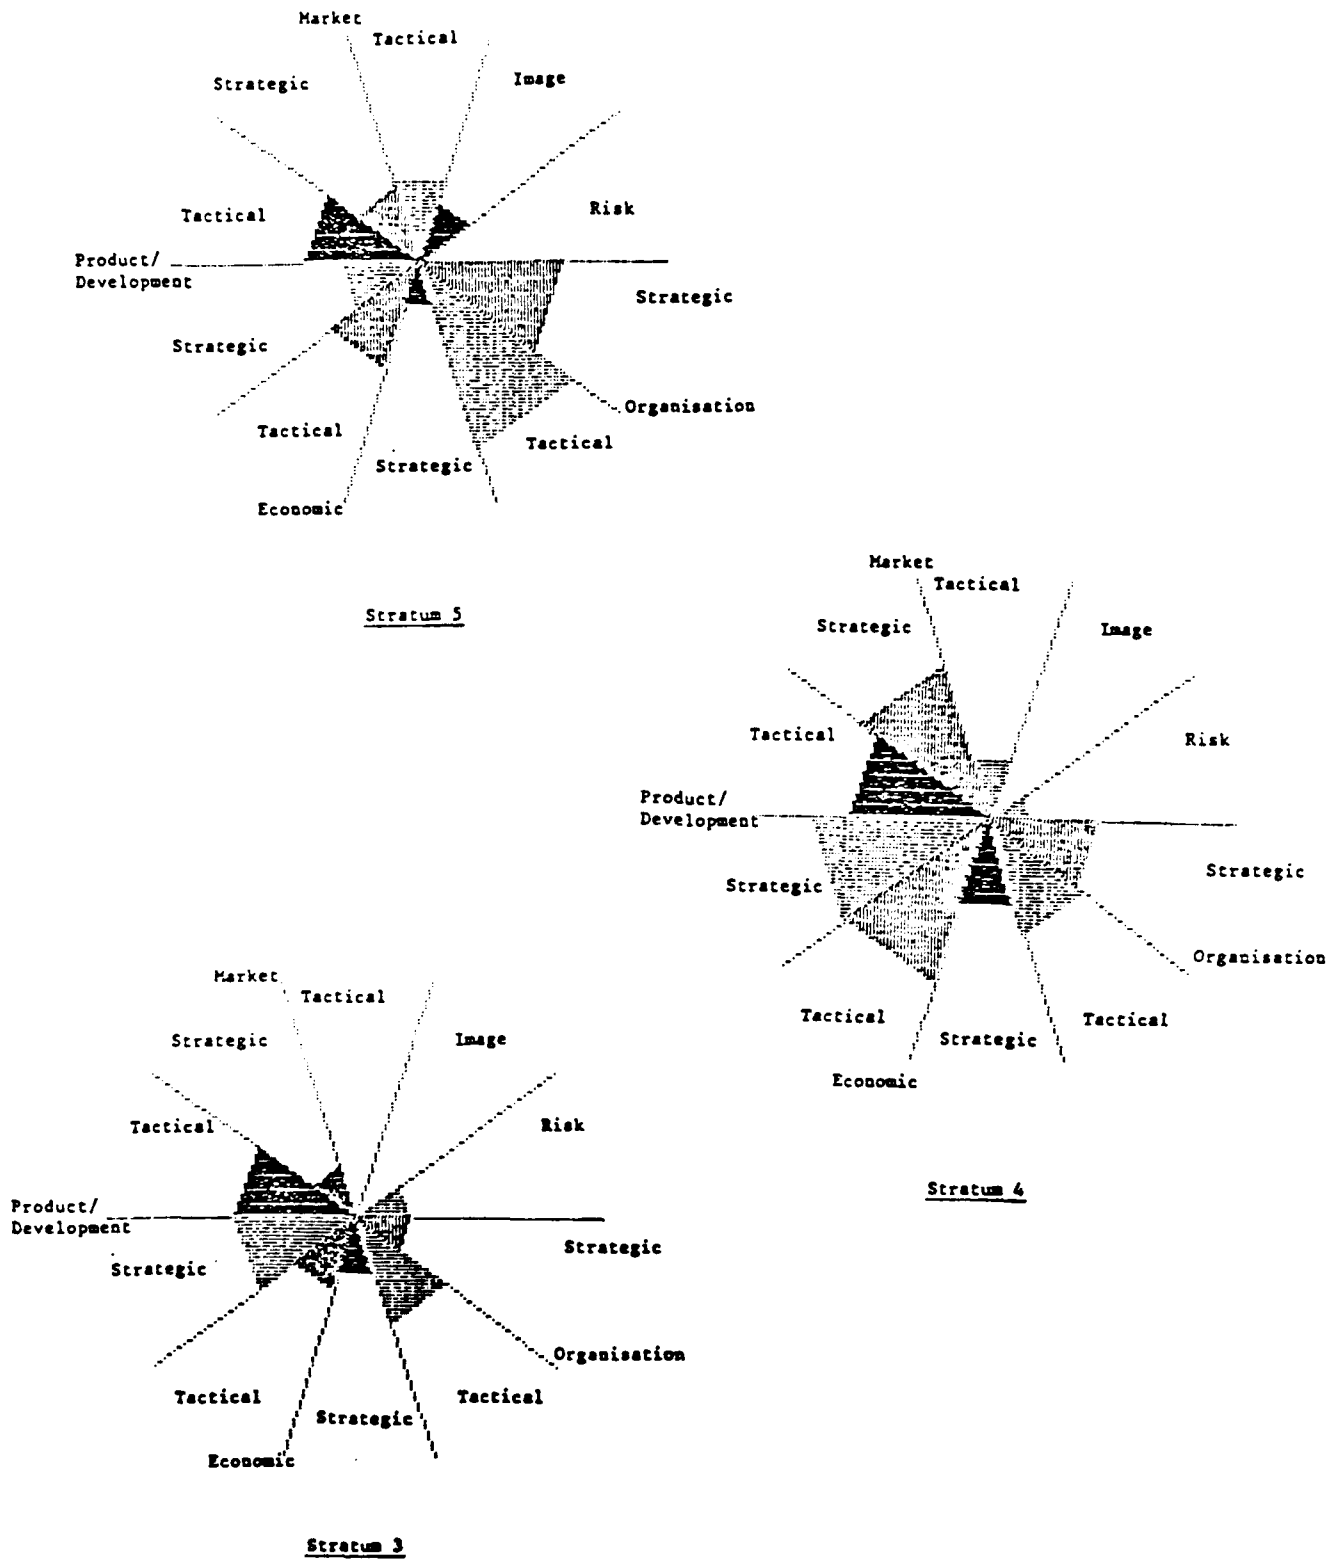 Market
Tactical
Strategic
Image
Tactical
Risk
Product/
Development
Strategic
Strategic
Organisation
Tactical
Tactical
Strategic
Economic
Stratum 5
Market
Tactical
Strategic
Image
Tactical
Risk
Product/
Development
Strategic
Strategic
Organisation
Tactical
Tactical
Strategic
Economic
Stratum 4
Market
Tactical
Strategic
Image
Tactical
Risk
Product/
Development
Strategic
Strategic
Organisation
Tactical
Tactical
Strategic
Economic
Stratum 3